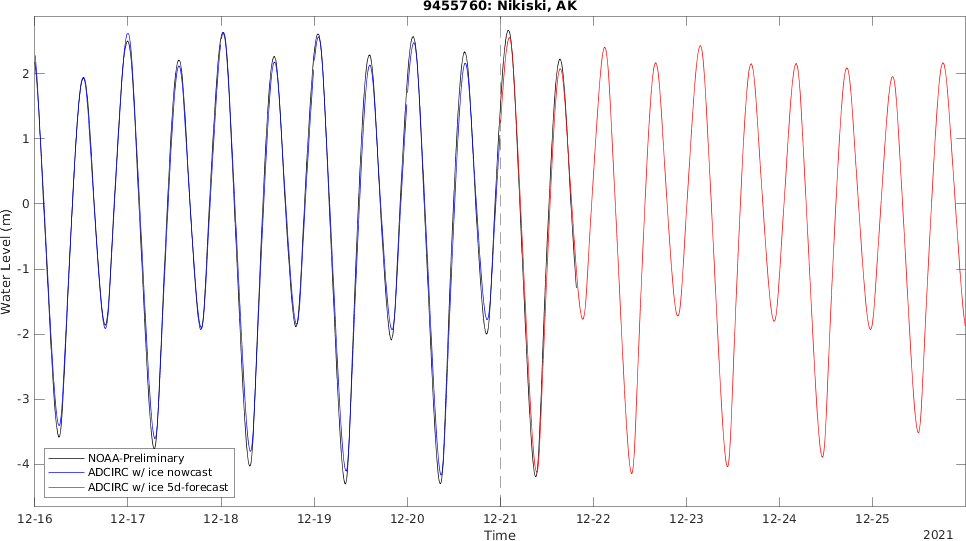 9455760: Nikiski, AK
Water Level (m)
2
1
0
-1
-2
-3
-4
NOAA-Preliminary
ADCIRC w/ ice nowcast
ADCIRC w/ ice 5d-forecast
12-16 12-17 12-18 12-19 12-20 12-21 12-22 12-23 12-24 12-25
Time
2021